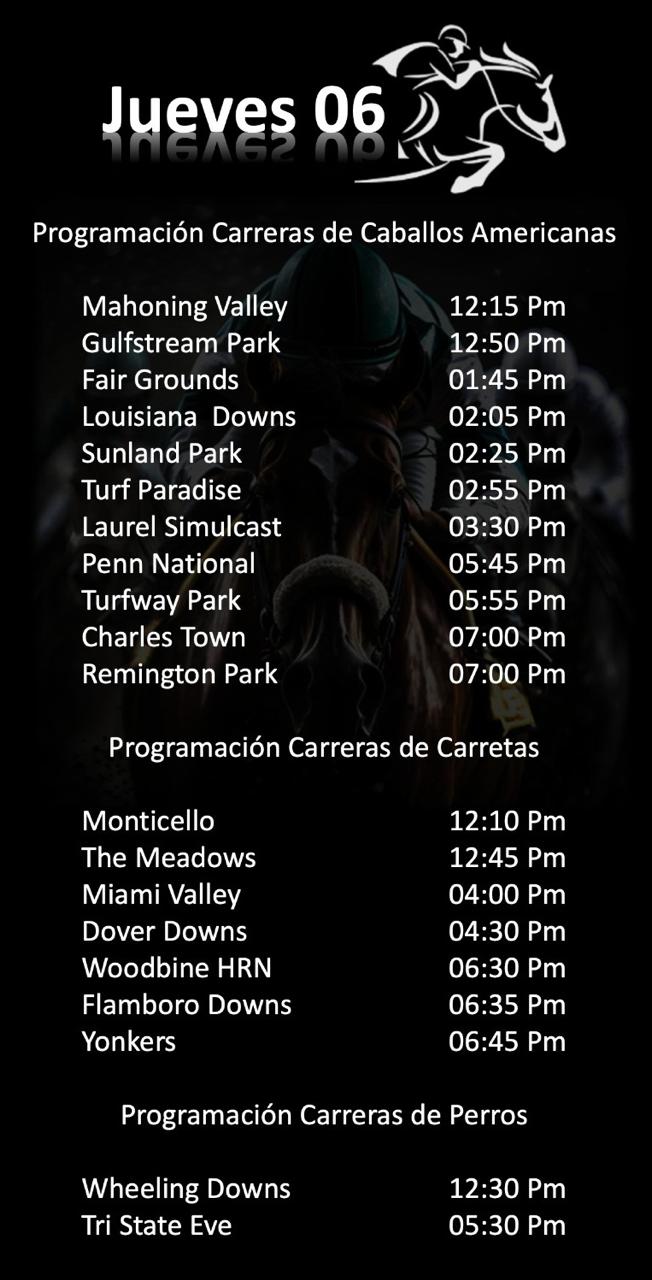 Jueves 06
Programación Carreras de Caballos Americanas
Mahoning Valley 12:15 Pm
Gulfstream Park 12:50 Pm
Fair Grounds 01:45 Pm
Louisiana Downs 02:05 Pm
Sunland Park 02:25 Pm
Turf Paradise 02:55 Pm
Laurel Simulcast 03:30 Pm
Penn National 05:45 Pm
Turfway Park 05:55 Pm
Charles Town 07:00 Pm
Remington Park 07:00 Pm
Programación Carreras de Carretas
Monticello 12:10 Pm
The Meadows 12:45 Pm
Miami Valley 04:00 Pm
Dover Downs 04:30 Pm
Woodbine HRN 06:30 Pm
Flamboro Downs 06:35 Pm
Yonkers 06:45 Pm
Programación Carreras de Perros
Wheeling Downs 12:30 Pm
Tri State Eve 05:30 Pm